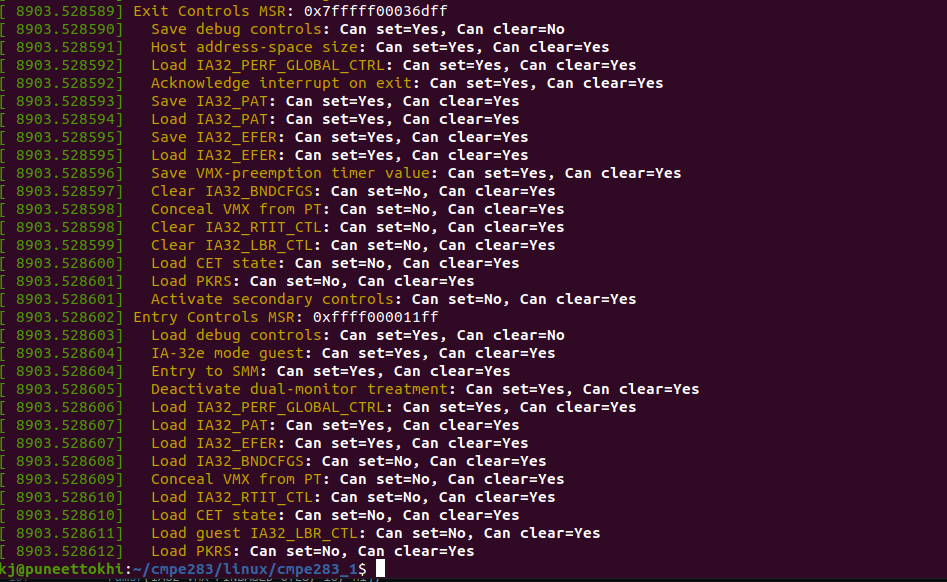 [ 8903.528589] Exit Controls MSR: 0x7fffff00036dff
[ 8903.528590]   Save debug controls: Can set=Yes, Can clear=No
[ 8903.528591]   Host address-space size: Can set=Yes, Can clear=Yes
[ 8903.528592]   Load IA32_PERF_GLOBAL_CTRL: Can set=Yes, Can clear=Yes
[ 8903.528592]   Acknowledge interrupt on exit: Can set=Yes, Can clear=Yes
[ 8903.528593]   Save IA32_PAT: Can set=Yes, Can clear=Yes
[ 8903.528594]   Load IA32_PAT: Can set=Yes, Can clear=Yes
[ 8903.528595]   Save IA32_EFER: Can set=Yes, Can clear=Yes
[ 8903.528595]   Load IA32_EFER: Can set=Yes, Can clear=Yes
[ 8903.528596]   Save VMX-preemption timer value: Can set=Yes, Can clear=Yes
[ 8903.528597]   Clear IA32_BNDCFGS: Can set=No, Can clear=Yes
[ 8903.528598]   Conceal VMX from PT: Can set=No, Can clear=Yes
[ 8903.528598]   Clear IA32_RTIT_CTL: Can set=No, Can clear=Yes
[ 8903.528599]   Clear IA32_LBR_CTL: Can set=No, Can clear=Yes
[ 8903.528600]   Load CET state: Can set=No, Can clear=Yes
[ 8903.528601]   Load PKRS: Can set=No, Can clear=Yes
[ 8903.528601]   Activate secondary controls: Can set=No, Can clear=Yes
[ 8903.528602] Entry Controls MSR: 0xffff000011ff
[ 8903.528603]   Load debug controls: Can set=Yes, Can clear=No
[ 8903.528604]   IA-32e mode guest: Can set=Yes, Can clear=Yes
[ 8903.528604]   Entry to SMM: Can set=Yes, Can clear=Yes
[ 8903.528605]   Deactivate dual-monitor treatment: Can set=Yes, Can clear=Yes
[ 8903.528606]   Load IA32_PERF_GLOBAL_CTRL: Can set=Yes, Can clear=Yes
[ 8903.528607]   Load IA32_PAT: Can set=Yes, Can clear=Yes
[ 8903.528607]   Load IA32_EFER: Can set=Yes, Can clear=Yes
[ 8903.528608]   Load IA32_BNDCFGS: Can set=No, Can clear=Yes
[ 8903.528609]   Conceal VMX from PT: Can set=No, Can clear=Yes
[ 8903.528610]   Load IA32_RTIT_CTL: Can set=No, Can clear=Yes
[ 8903.528610]   Load CET state: Can set=No, Can clear=Yes
[ 8903.528611]   Load guest IA32_LBR_CTL: Can set=No, Can clear=Yes
[ 8903.528612]   Load PKRS: Can set=No, Can clear=Yes
kj@puneettokhi:~/cmpe283/linux/cmpe283_1$